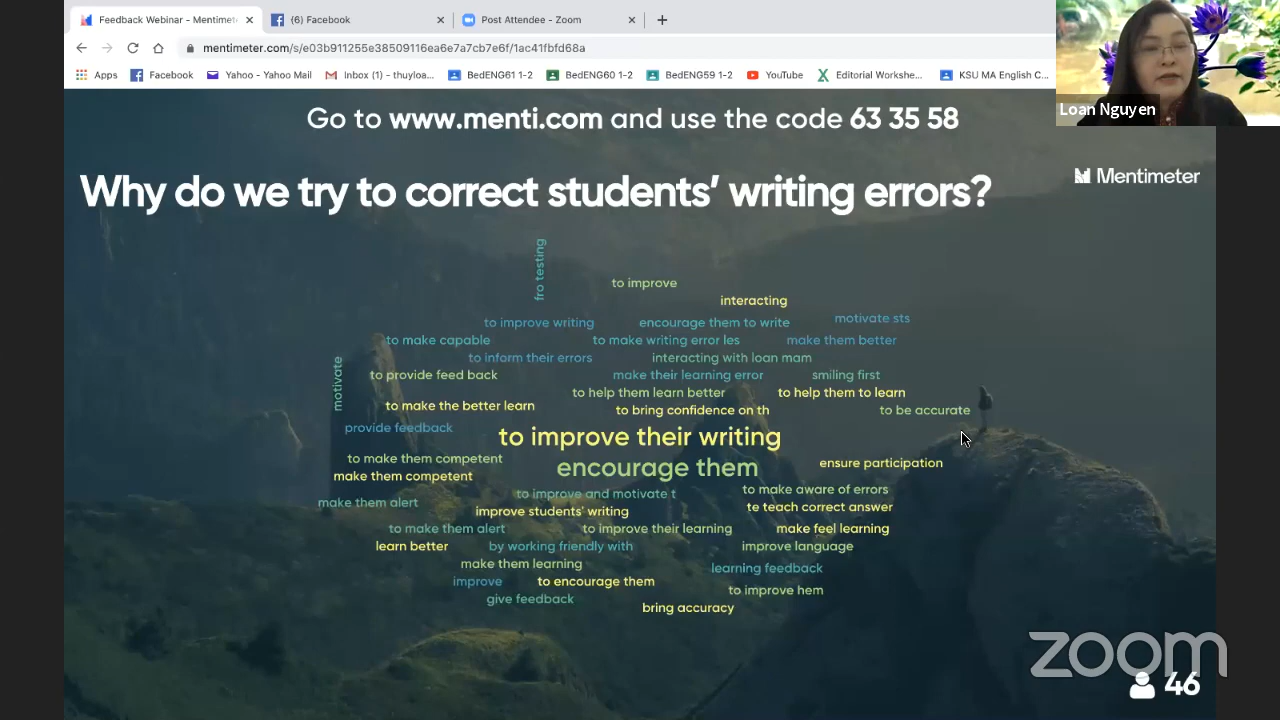 Feedback Webinar - Mentimete
(6) Facebook
Post Attendee - Zoom
mentimeter.com/s/e03b911255e38509116ea6e7a7cb7e6f/1ac41fbfd68a
Apps
Facebook
Yahoo - Yahoo Mail
Inbox (1) - thuyloa...
BedENG61 1-2
BedENG60 1-2
BedENG59 1-2
YouTube
Editorial Workshe...
KSU MA English C...
Loan Nguyen
Go to www.menti.com and use the code 63 35 58
Mentimeter
Why do we try to correct students' writing errors?
fro testing
to improve
interacting
to improve writing
encourage them to write
motivate sts
to make capable
to make writing error les
make them better
to inform their errors
interacting with loan mam
motivate
to provide feed back
make their learning error
smiling first
to help them learn better
to help them to learn
to make the better learn
to bring confidence on th
to be accurate
provide feedback
to improve their writing
to make them competent
encourage them
ensure participation
make them competent
to improve and motivate t
to make aware of errors
make them alert
improve students' writing
te teach correct answer
to make them alert
to improve their learning
make feel learning
learn better
by working friendly with
improve language
make them learning
learning feedback
improve
to encourage them
to improve hem
give feedback
bring accuracy
zoom
46